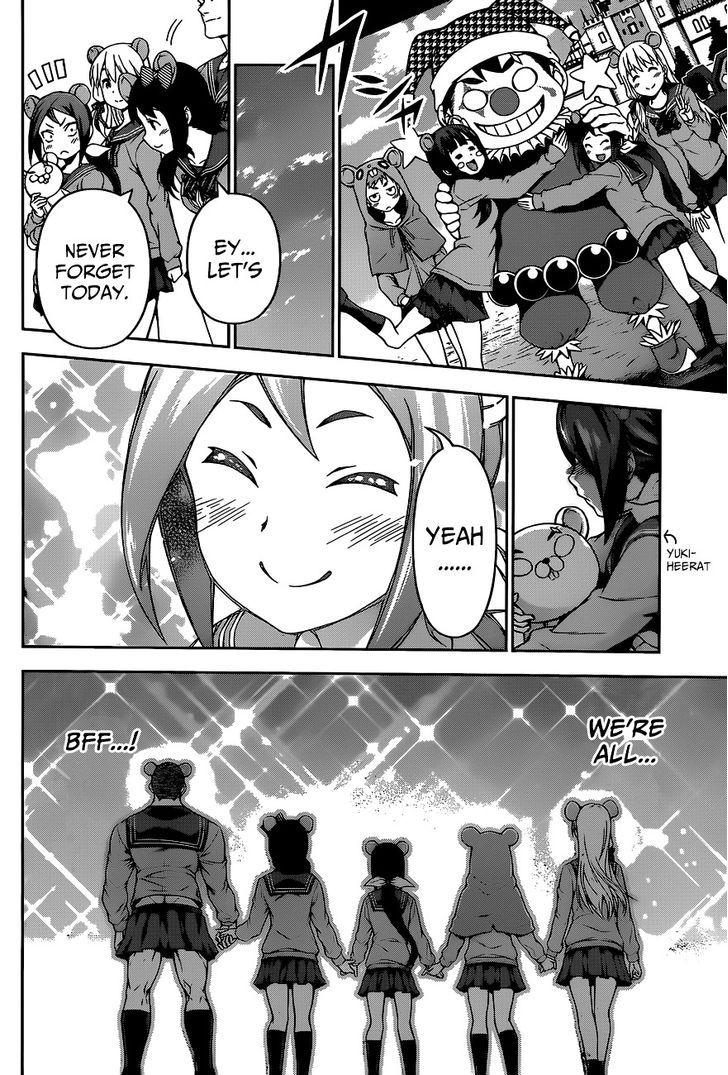 EY...
LET'S
NEVER
FORGET
TODAY.
YUKI-
HEERAT
YEAH
......
WE'RE
ALL...
BFF...!